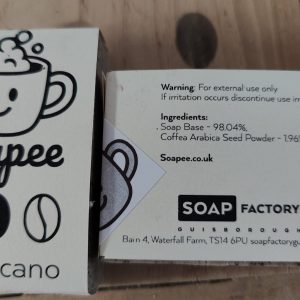 pee
cano
Warning: For external use only
If irritation occurs discontinue use im
Ingredients:
Soap Base - 98.04%,
Coffea Arabica Seed Powder - 1.96
Soapee.co.uk
SOAP FACTORY
GUISBOROUGH
Barn 4, Waterfall Farm, TS14 6PU soapfactorygu